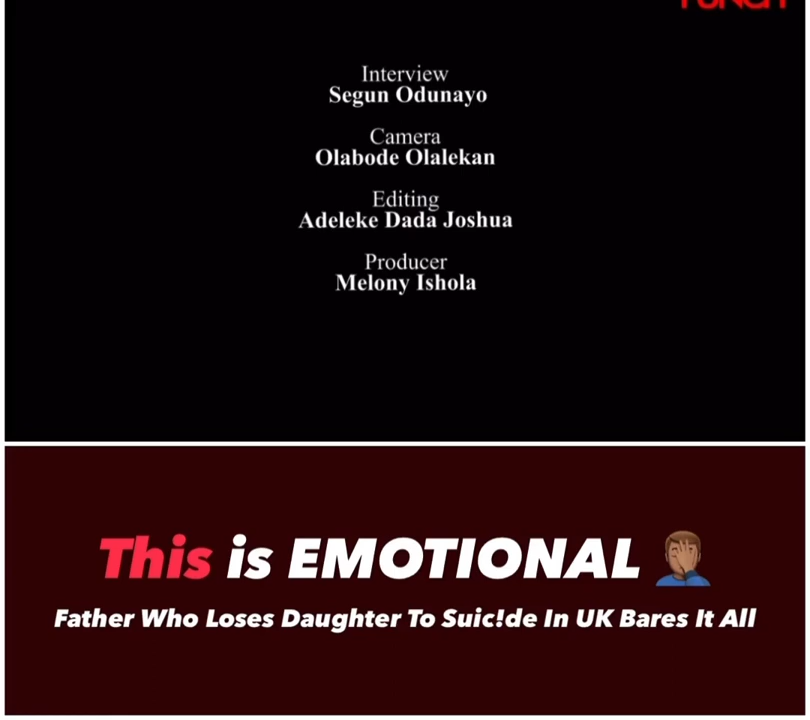 PUNCH
Interview
Segun Odunayo
Camera
Olabode Olalekan
Editing
Adeleke Dada Joshua
Producer
Melony Ishola
This is EMOTIONAL 🤦🏽‍♂️
Father Who Loses Daughter To Suic!de In UK Bares It All